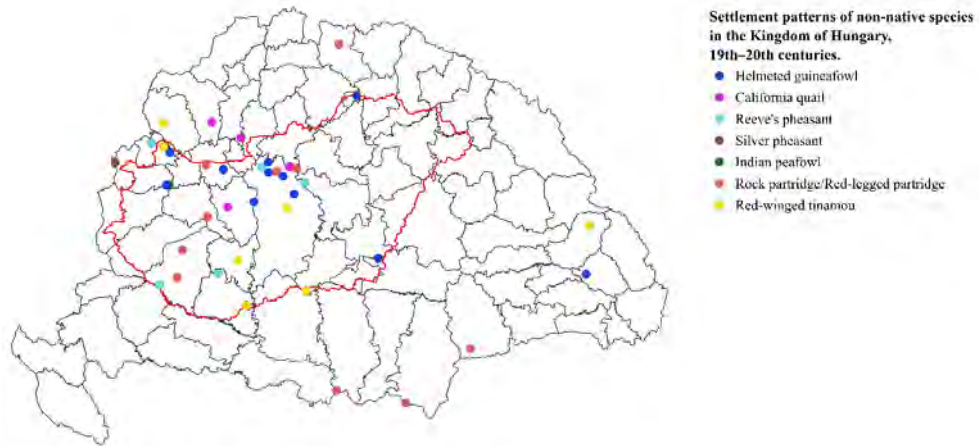 Settlement patterns of non-native species
in the Kingdom of Hungary,
19th–20th centuries.
Helmeted guineafowl
California quail
Reeve's pheasant
Silver pheasant
Indian peafowl
Rock partridge/Red-legged partridge
Red-winged tinamou